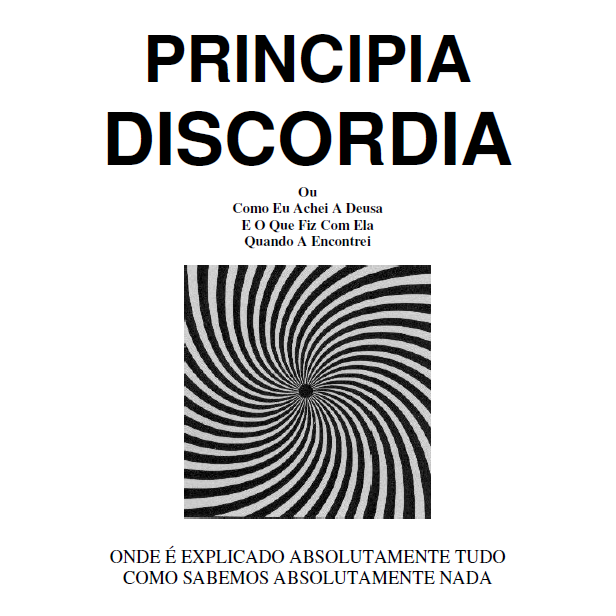 PRINCIPIA
DISCORDIA
Ou
Como Eu Achei A Deusa
E O Que Fiz Com Ela
Quando A Encontrei
ONDE É EXPLICADO ABSOLUTAMENTE TUDO
COMO SABEMOS ABSOLUTAMENTE NADA